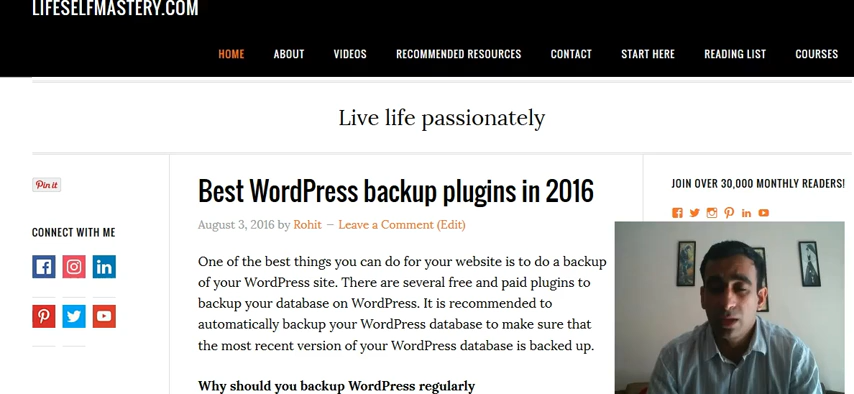 LIFESELFMASTERY.COM
HOME ABOUT VIDEOS RECOMMENDED RESOURCES CONTACT START HERE READING LIST COURSES
Live life passionately
Pin it
CONNECT WITH ME
Best WordPress backup plugins in 2016
August 3, 2016 by Rohit — Leave a Comment (Edit)
One of the best things you can do for your website is to do a backup
of your WordPress site. There are several free and paid plugins to
backup your database on WordPress. It is recommended to
automatically backup your WordPress database to make sure that
the most recent version of your WordPress database is backed up.
Why should you backup WordPress regularly
JOIN OVER 30,000 MONTHLY READERS!